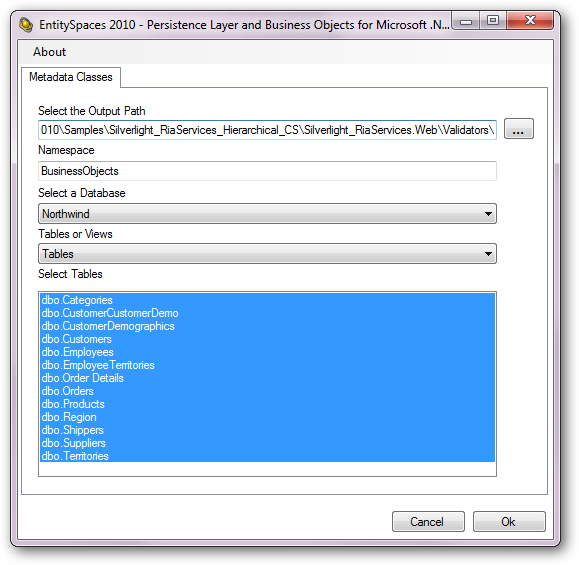 EntitySpaces 2010 - Persistence Layer and Business Objects for Microsoft .N...
About
Metadata Classes
Select the Output Path
010\Samples\Silverlight_RiaServices_Hierarchical_CS\Silverlight_RiaServices.Web\Validators\
...
Namespace
BusinessObjects
Select a Database
Northwind
Tables or Views
Tables
Select Tables
dbo.Categories
dbo.CustomerCustomerDemo
dbo.CustomerDemographics
dbo.Customers
dbo.Employees
dbo.EmployeeTerritories
dbo.Order Details
dbo.Orders
dbo.Products
dbo.Region
dbo.Shippers
dbo.Suppliers
dbo.Territories
Cancel Ok